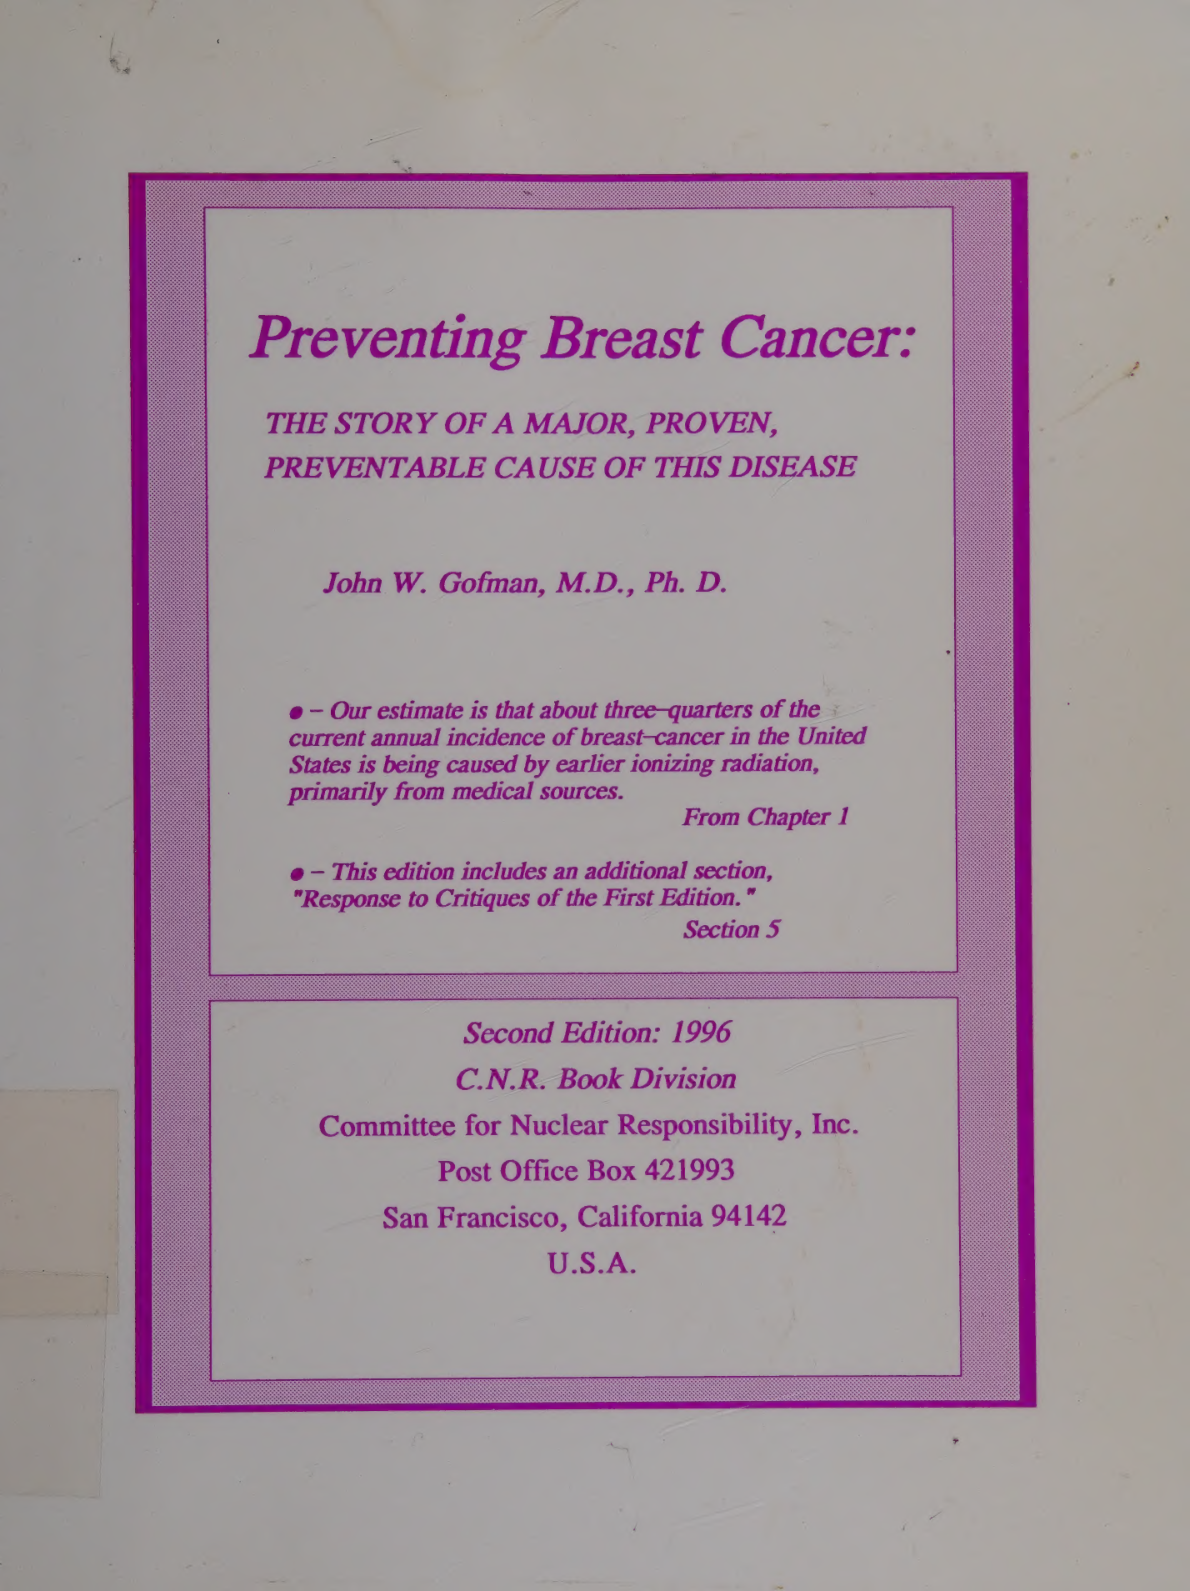 Preventing Breast Cancer:
THE STORY OF A MAJOR, PROVEN,
PREVENTABLE CAUSE OF THIS DISEASE
John W. Gofman, M.D., Ph. D.
● – Our estimate is that about three–quarters of the
current annual incidence of breast–cancer in the United
States is being caused by earlier ionizing radiation,
primarily from medical sources.
From Chapter 1
● – This edition includes an additional section,
"Response to Critiques of the First Edition. "
Section 5
Second Edition: 1996
C.N.R. Book Division
Committee for Nuclear Responsibility, Inc.
Post Office Box 421993
San Francisco, California 94142
U.S.A.